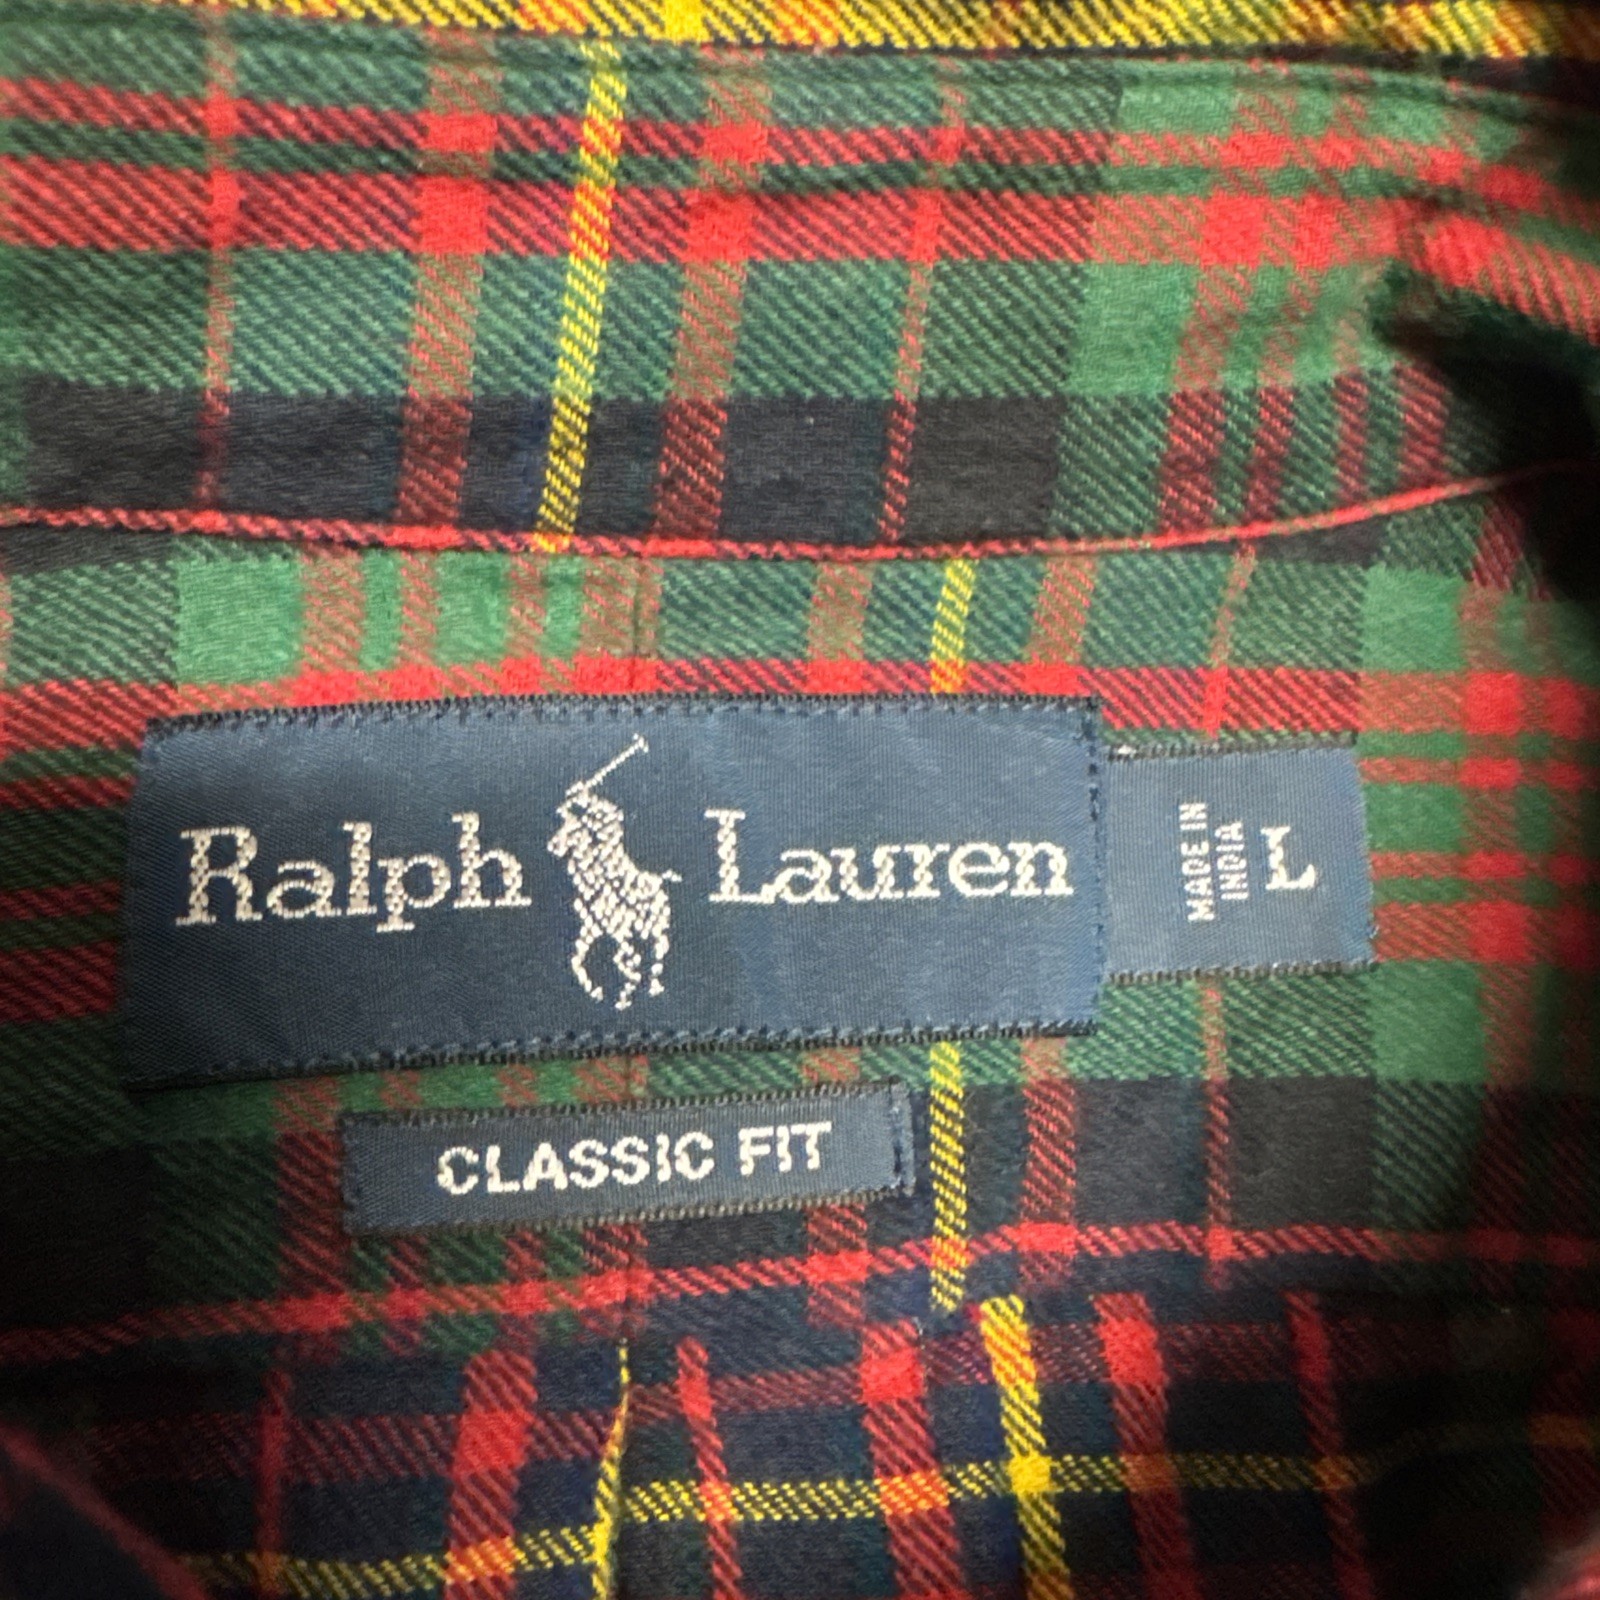 Ralph Lauren
MADE IN
INDIA
L
CLASSIC FIT